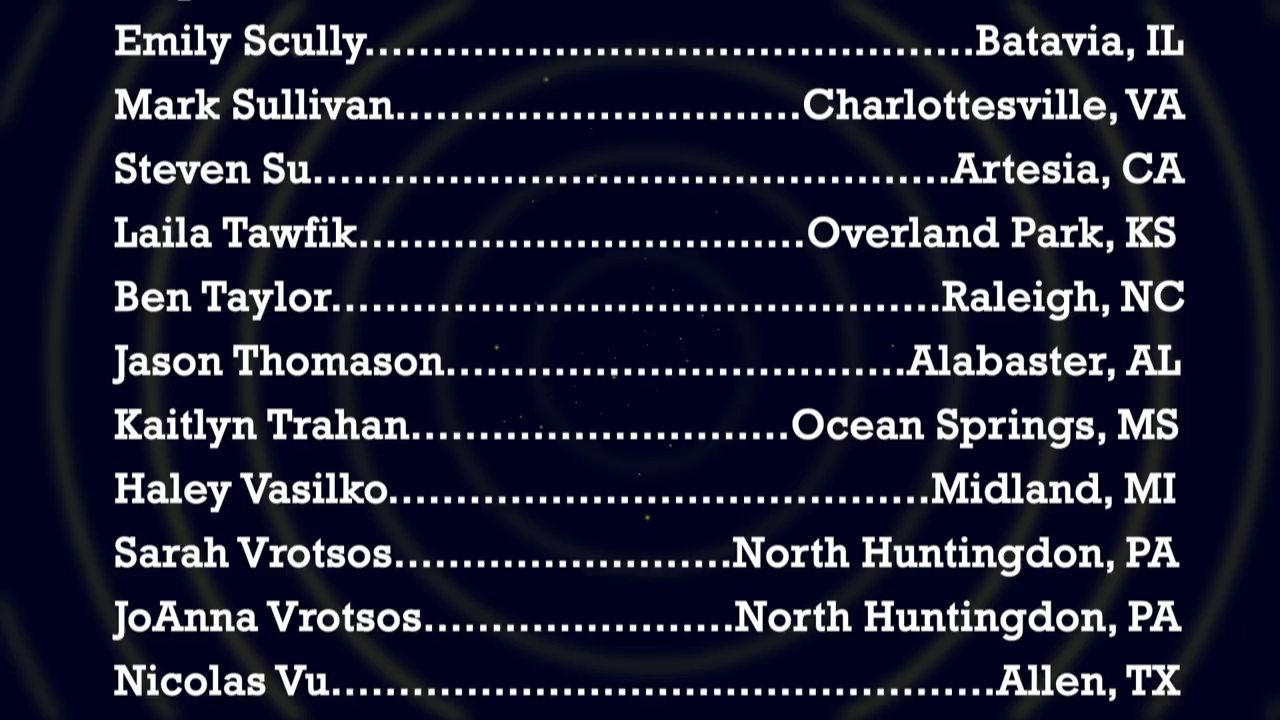 Emily Scully.............................................Batavia, IL
Mark Sullivan..............................Charlottesville, VA
Steven Su...............................................Artesia, CA
Laila Tawfik.................................Overland Park, KS
Ben Taylor.............................................Raleigh, NC
Jason Thomason..................................Alabaster, AL
Kaitlyn Trahan............................Ocean Springs, MS
Haley Vasilko........................................Midland, MI
Sarah Vrotsos.........................North Huntingdon, PA
JoAnna Vrotsos.......................North Huntingdon, PA
Nicolas Vu.................................................Allen, TX